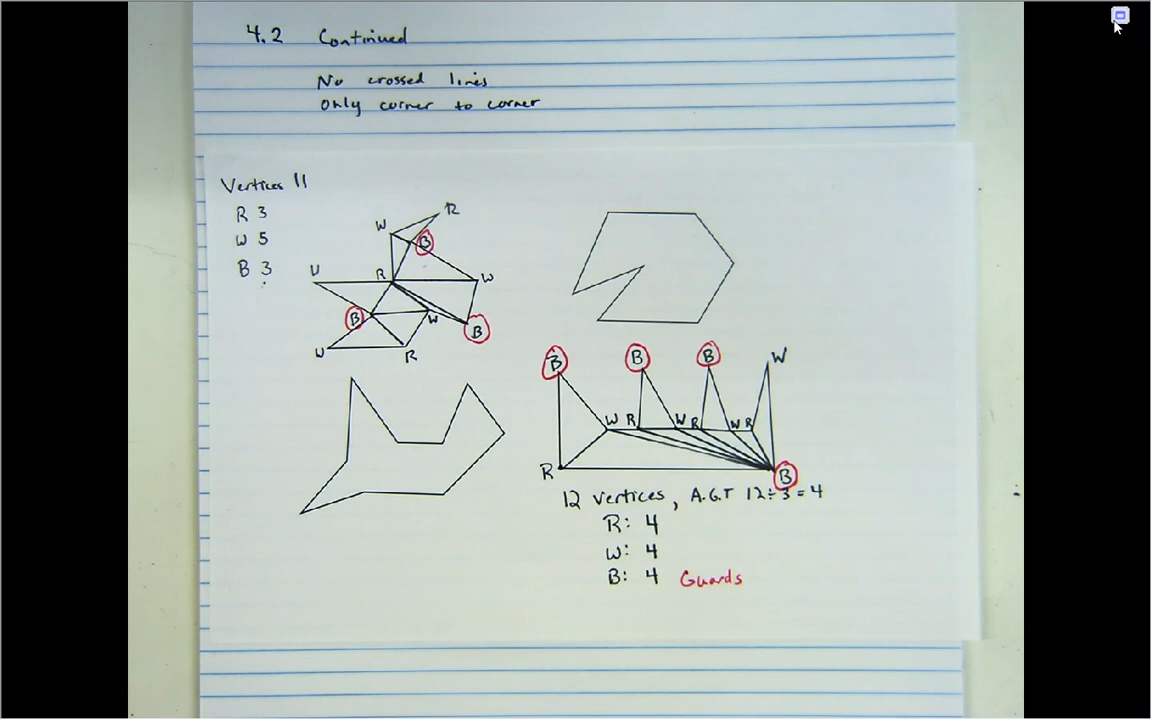 4.2 Continued
No crossed lines
Only corner to corner
Vertices 11
R 3
W 5
B 3
R
W
B
U
R
W
B
W
B
W
R
B
B
B
W
W R W R W R
R
B
12 Vertices, A.G.T 12÷3=4
R: 4
W: 4
B: 4 Guards